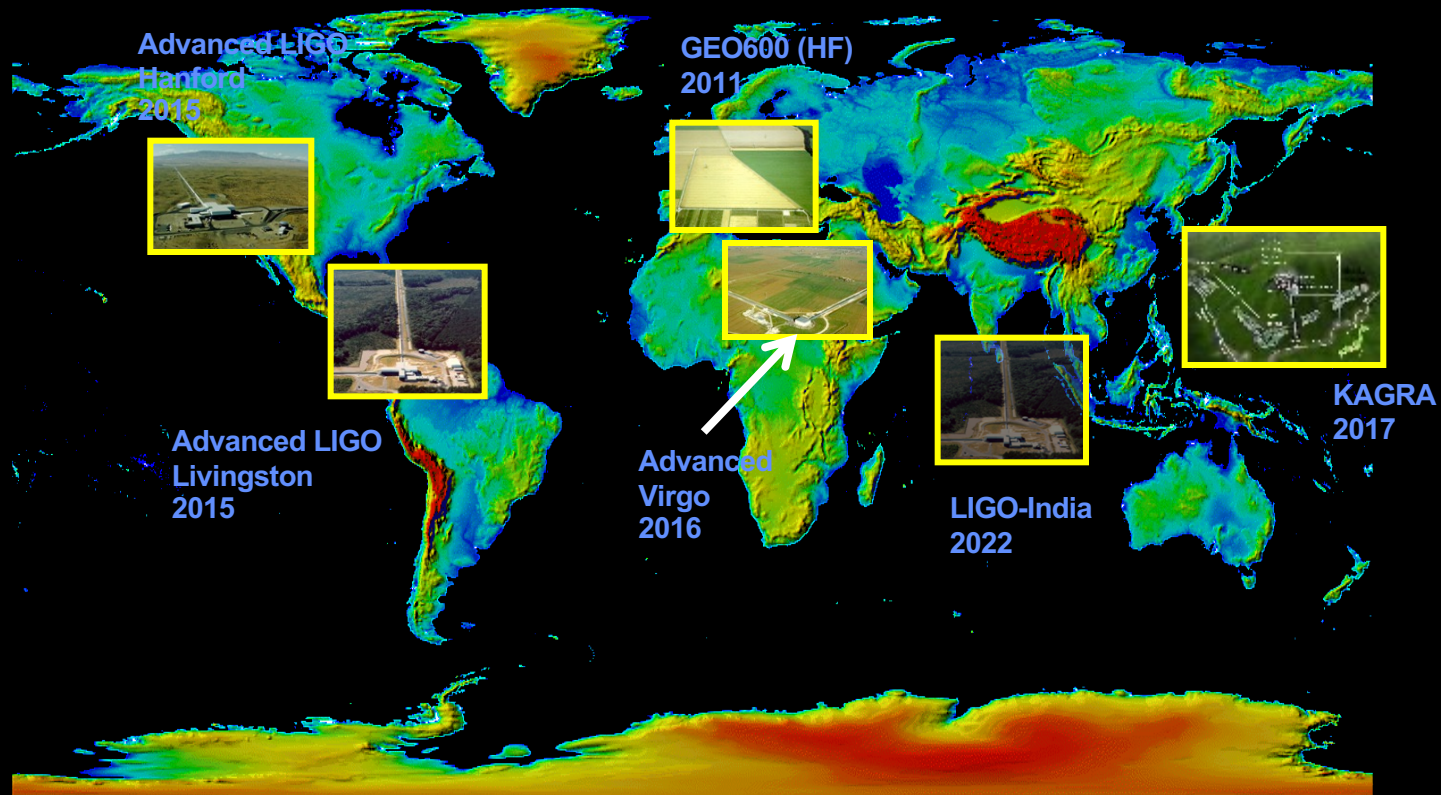 Advanced LIGO
Hanford
2015
GEO600 (HF)
2011
Advanced LIGO
Livingston
2015
Advanced
Virgo
2016
LIGO-India
2022
KAGRA
2017